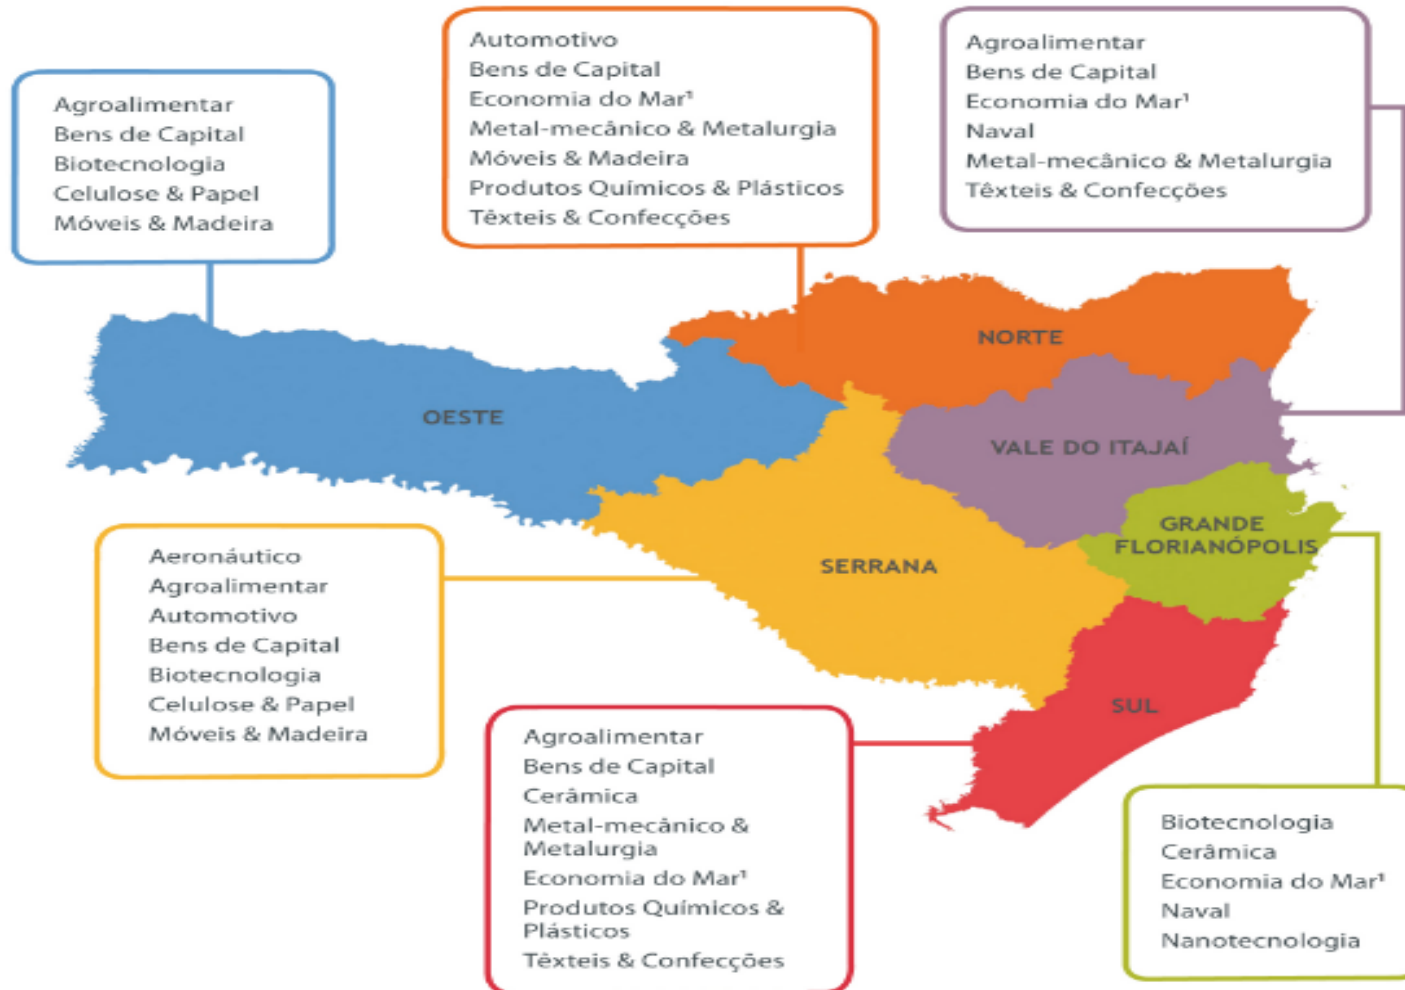 Automotivo
Bens de Capital
Economia do Mar¹
Metal-mecânico & Metalurgia
Móveis & Madeira
Produtos Químicos & Plásticos
Têxteis & Confecções
Agroalimentar
Bens de Capital
Economia do Mar¹
Naval
Metal-mecânico & Metalurgia
Têxteis & Confecções
Agroalimentar
Bens de Capital
Biotecnologia
Celulose & Papel
Móveis & Madeira
NORTE
OESTE
VALE DO ITAJAÍ
GRANDE
FLORIANÓPOLIS
SERRANA
SUL
Aeronáutico
Agroalimentar
Automotivo
Bens de Capital
Biotecnologia
Celulose & Papel
Móveis & Madeira
Agroalimentar
Bens de Capital
Cerâmica
Metal-mecânico &
Metalurgia
Economia do Mar¹
Produtos Químicos &
Plásticos
Têxteis & Confecções
Biotecnologia
Cerâmica
Economia do Mar¹
Naval
Nanotecnologia